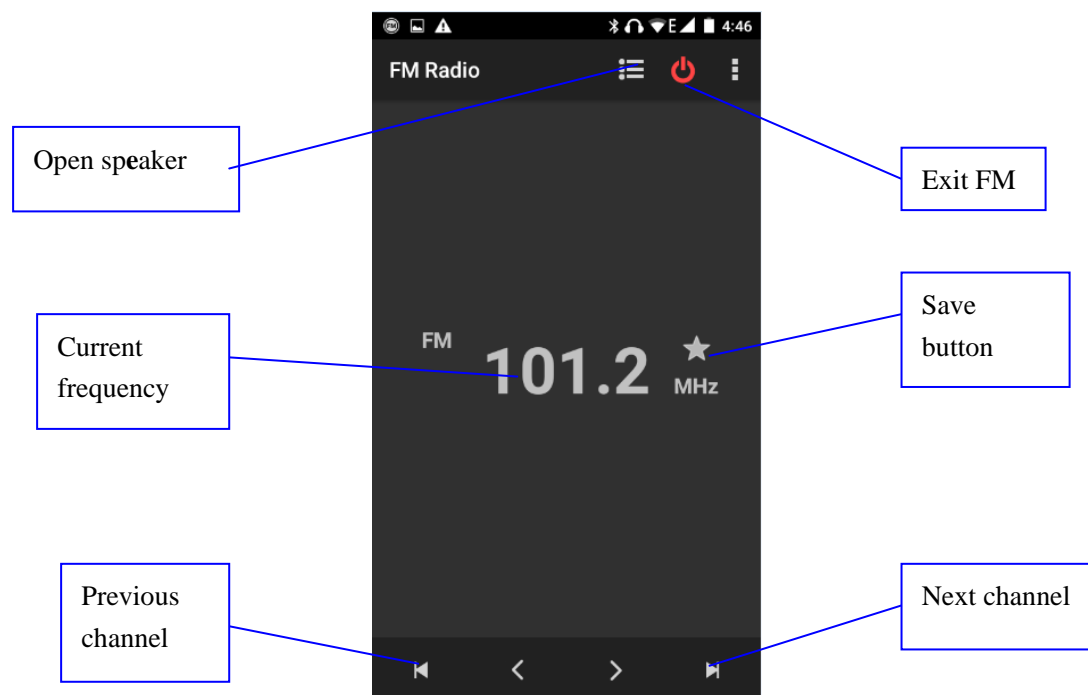 E 4:46
FM Radio
Open speaker
Exit FM
Save
button
Current
frequency
FM
101.2
MHz
Previous
channel
Next channel